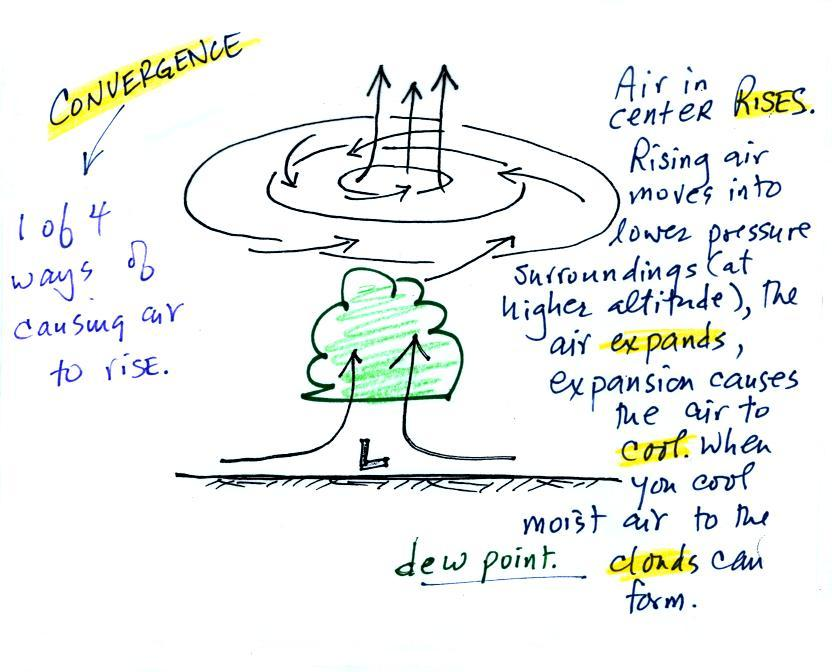 CONVERGENCE
1 of 4
ways of
causing air
to rise.
L
Air in
center RISES.
Rising air
moves into
lower pressure
surroundings (at
higher altitude), the
air expands,
expansion causes
the air to
cool. When
you cool
moist air to the
dew point. clouds can
form.